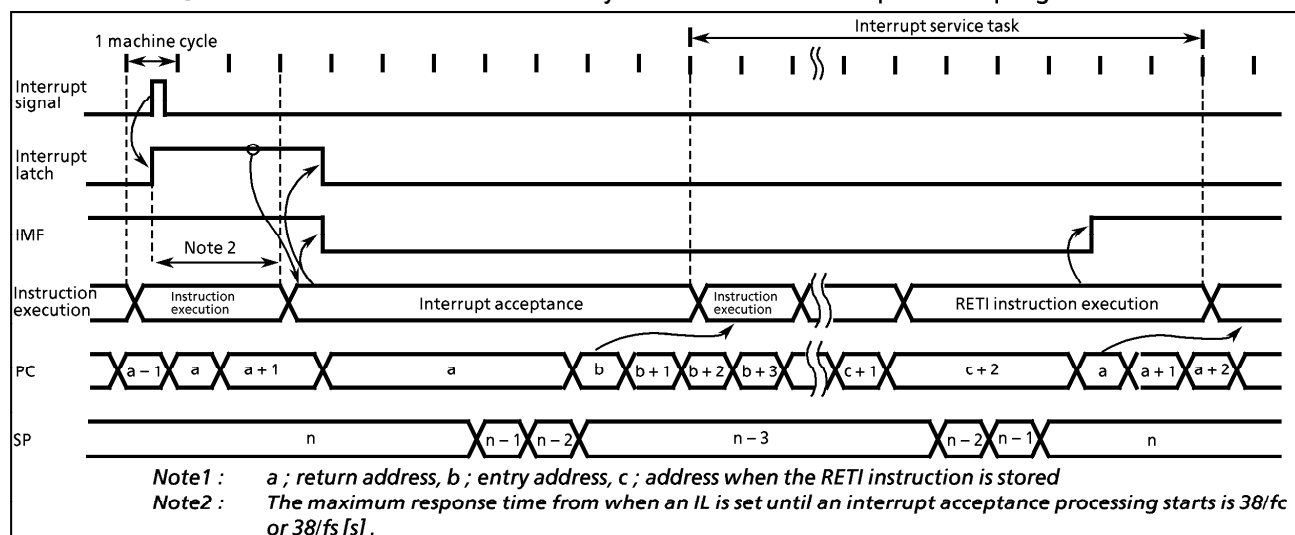 Interrupt service task
1 machine cycle
Interrupt
signal
Interrupt
latch
IMF
Note 2
Instruction
execution
Instruction
execution
Interrupt acceptance
Instruction
execution
RETI instruction execution
PC
a – 1
a
a + 1
a
b
b + 1
b + 2
b + 3
c + 1
c + 2
a
a + 1
a + 2
SP
n
n – 1
n – 2
n – 3
n – 2
n – 1
n
Note1 : a ; return address, b ; entry address, c ; address when the RETI instruction is stored
Note2 : The maximum response time from when an IL is set until an interrupt acceptance processing starts is 38/fc
or 38/fs [s] .